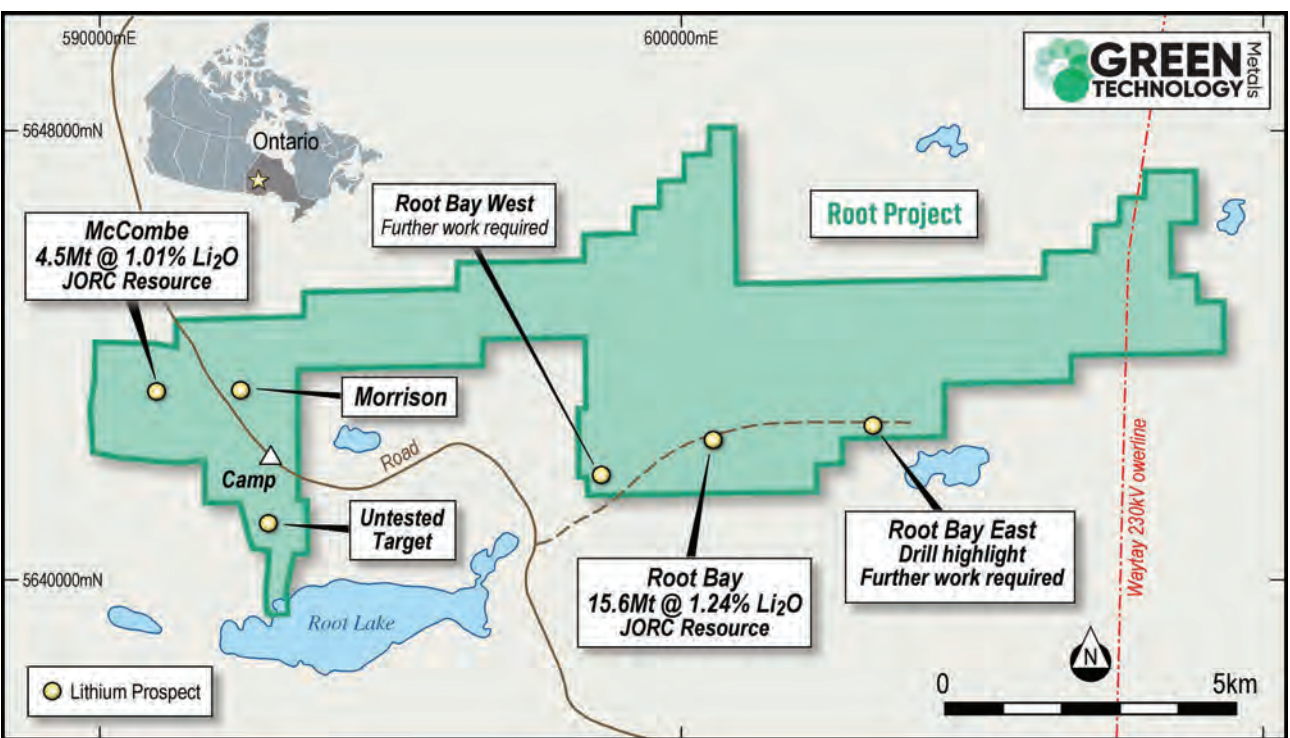 590000mE
600000mE
GREEN
TECHNOLOGY
Metals
5648000mN
Ontario
Root Bay West
Further work required
Root Project
McCombe
4.5Mt @ 1.01% Li₂O
JORC Resource
Morrison
Road
Camp
Untested
Target
Root Bay East
Drill highlight
Further work required
Waytay 230kV owerline
Root Bay
15.6Mt @ 1.24% Li₂O
JORC Resource
5640000mN
Root Lake
N
Lithium Prospect
0
5km